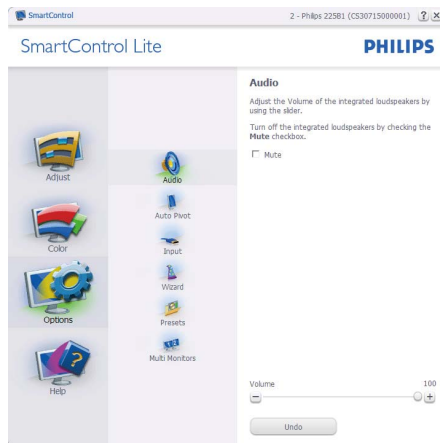 SmartControl
2 - Philips 225B1 (CS30715000001)
?
x
SmartControl Lite
PHILIPS
Adjust
Color
Options
Help
Audio
Auto Pivot
Input
Wizard
Presets
Multi Monitors
Audio
Adjust the Volume of the integrated loudspeakers by
using the slider.
Turn off the integrated loudspeakers by checking the
Mute checkbox.
Mute
Volume
100
Undo